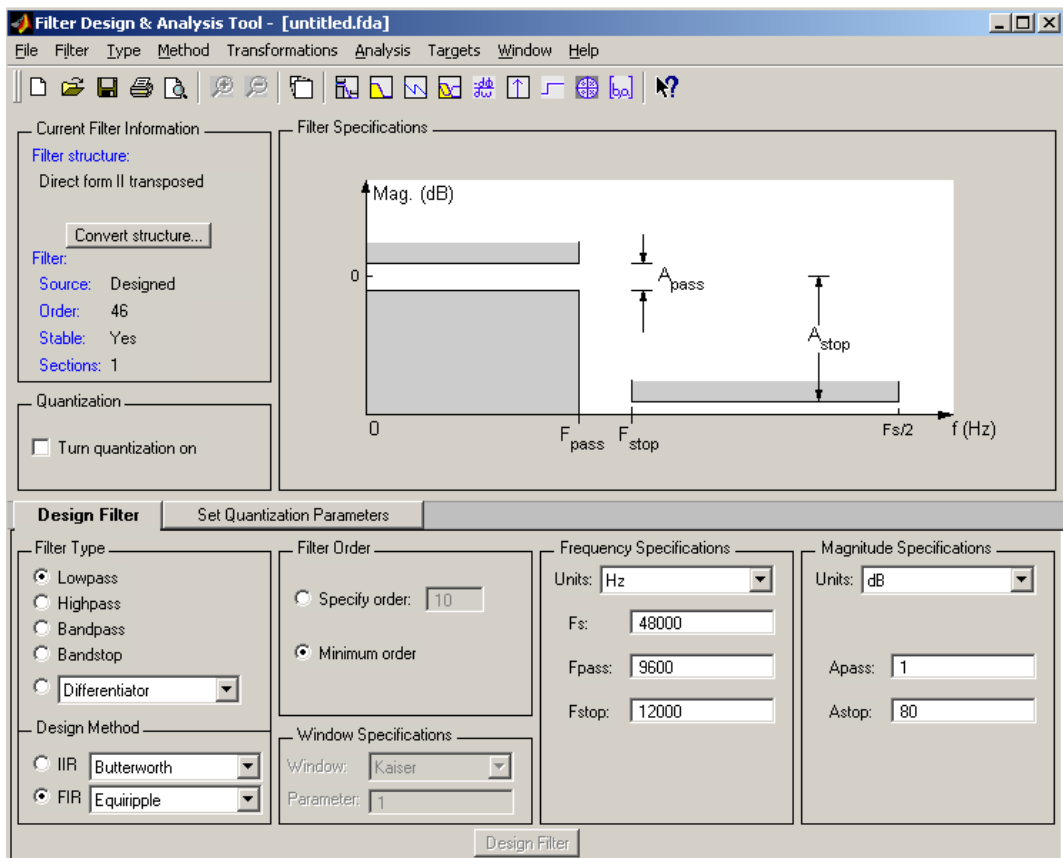 Filter Design & Analysis Tool - [untitled.fda]
File Filter Type Method Transformations Analysis Targets Window Help
[b,a]
Current Filter Information
Filter structure:
Direct form II transposed
Convert structure...
Filter:
Source: Designed
Order: 46
Stable: Yes
Sections: 1
Quantization
Turn quantization on
Filter Specifications
Mag. (dB)
0
A pass
A stop
0
F pass
F stop
Fs/2
f (Hz)
Design Filter
Set Quantization Parameters
Filter Type
Lowpass
Highpass
Bandpass
Bandstop
Differentiator
Design Method
IIR Butterworth
FIR Equiripple
Filter Order
Specify order: 10
Minimum order
Window Specifications
Window: Kaiser
Parameter: 1
Frequency Specifications
Units: Hz
Fs: 48000
Fpass: 9600
Fstop: 12000
Magnitude Specifications
Units: dB
Apass: 1
Astop: 80
Design Filter